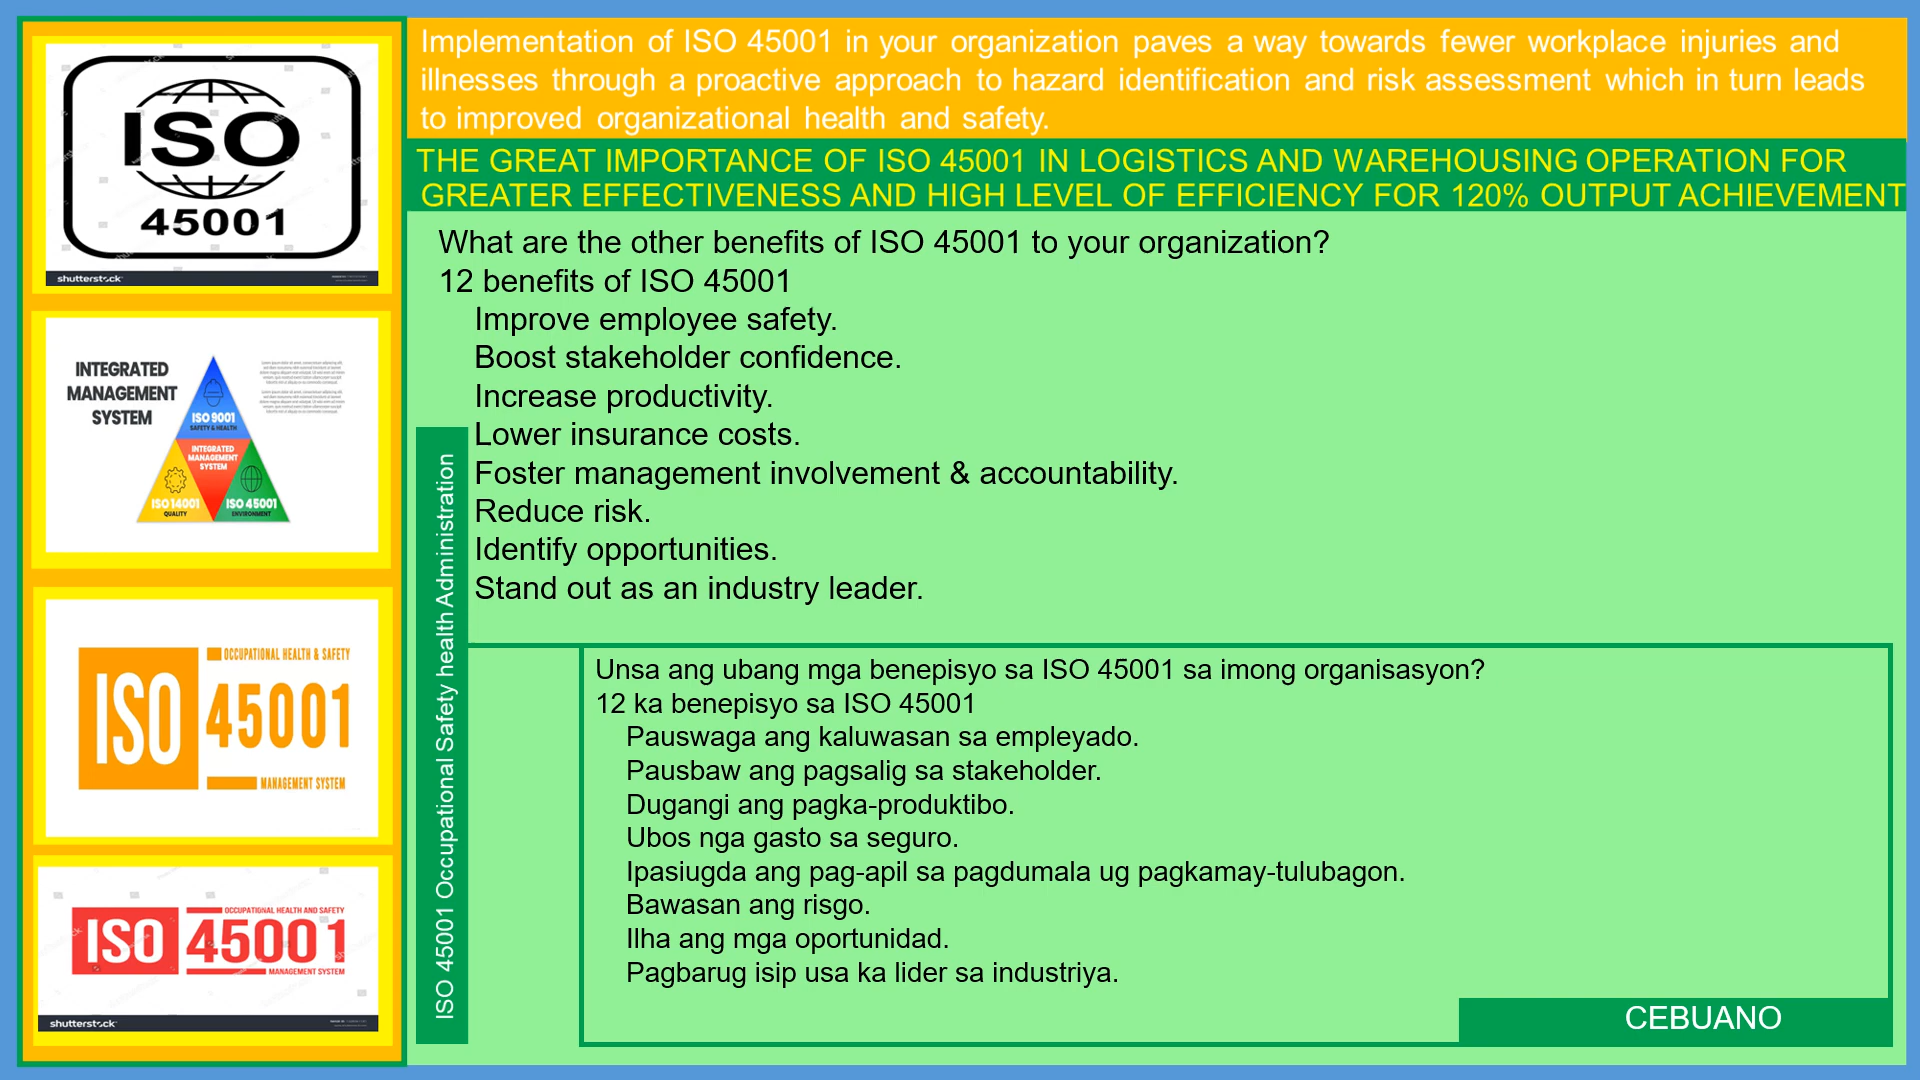 Implementation of ISO 45001 in your organization paves a way towards fewer workplace injuries and
illnesses through a proactive approach to hazard identification and risk assessment which in turn leads
to improved organizational health and safety.
THE GREAT IMPORTANCE OF ISO 45001 IN LOGISTICS AND WAREHOUSING OPERATION FOR
GREATER EFFECTIVENESS AND HIGH LEVEL OF EFFICIENCY FOR 120% OUTPUT ACHIEVEMENT
ISO
45001
shutterstock
INTEGRATED
MANAGEMENT
SYSTEM
ISO 9001
SAFETY & HEALTH
INTEGRATED
MANAGEMENT
SYSTEM
ISO 14001
QUALITY
ISO 45001
ENVIRONMENT
ISO
OCCUPATIONAL HEALTH & SAFETY
45001
MANAGEMENT SYSTEM
ISO
OCCUPATIONAL HEALTH AND SAFETY
45001
MANAGEMENT SYSTEM
shutterstock
What are the other benefits of ISO 45001 to your organization?
12 benefits of ISO 45001
Improve employee safety.
Boost stakeholder confidence.
Increase productivity.
Lower insurance costs.
Foster management involvement & accountability.
Reduce risk.
Identify opportunities.
Stand out as an industry leader.
ISO 45001 Occupational Safety health Administration
Unsa ang ubang mga benepisyo sa ISO 45001 sa imong organisasyon?
12 ka benepisyo sa ISO 45001
Pauswaga ang kaluwasan sa empleyado.
Pausbaw ang pagsalig sa stakeholder.
Dugangi ang pagka-produktibo.
Ubos nga gasto sa seguro.
Ipasiugda ang pag-apil sa pagdumala ug pagkamay-tulubagon.
Bawasan ang risgo.
Ilha ang mga oportunidad.
Pagbarug isip usa ka lider sa industriya.
CEBUANO